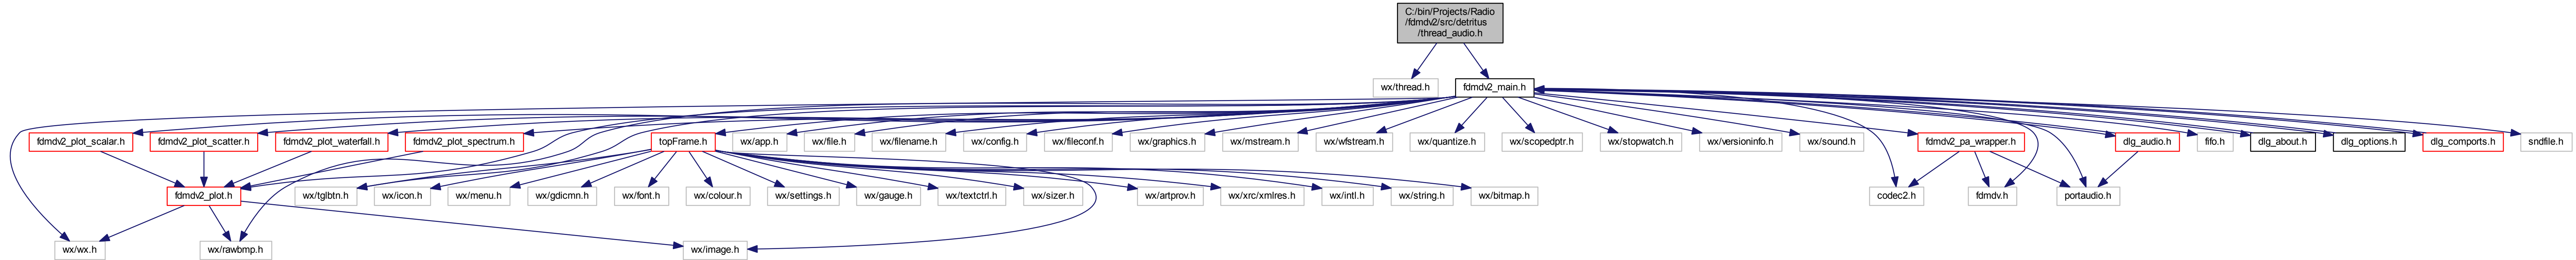 C:/bin/Projects/Radio
/fdmdv2/src/detritus
/thread_audio.h
wx/thread.h
fdmdv2_main.h
fdmdv2_plot_scalar.h
fdmdv2_plot_scatter.h
fdmdv2_plot_waterfall.h
fdmdv2_plot_spectrum.h
topFrame.h
wx/app.h
wx/file.h
wx/filename.h
wx/config.h
wx/fileconf.h
wx/graphics.h
wx/mstream.h
wx/wfstream.h
wx/quantize.h
wx/scopedptr.h
wx/stopwatch.h
wx/versioninfo.h
wx/sound.h
fdmdv2_pa_wrapper.h
dlg_audio.h
fifo.h
dlg_about.h
dlg_options.h
dlg_comports.h
sndfile.h
fdmdv2_plot.h
wx/tglbtn.h
wx/icon.h
wx/menu.h
wx/gdicmn.h
wx/font.h
wx/colour.h
wx/settings.h
wx/gauge.h
wx/textctrl.h
wx/sizer.h
wx/artprov.h
wx/xrc/xmlres.h
wx/intl.h
wx/string.h
wx/bitmap.h
codec2.h
fdmdv.h
portaudio.h
wx/wx.h
wx/rawbmp.h
wx/image.h